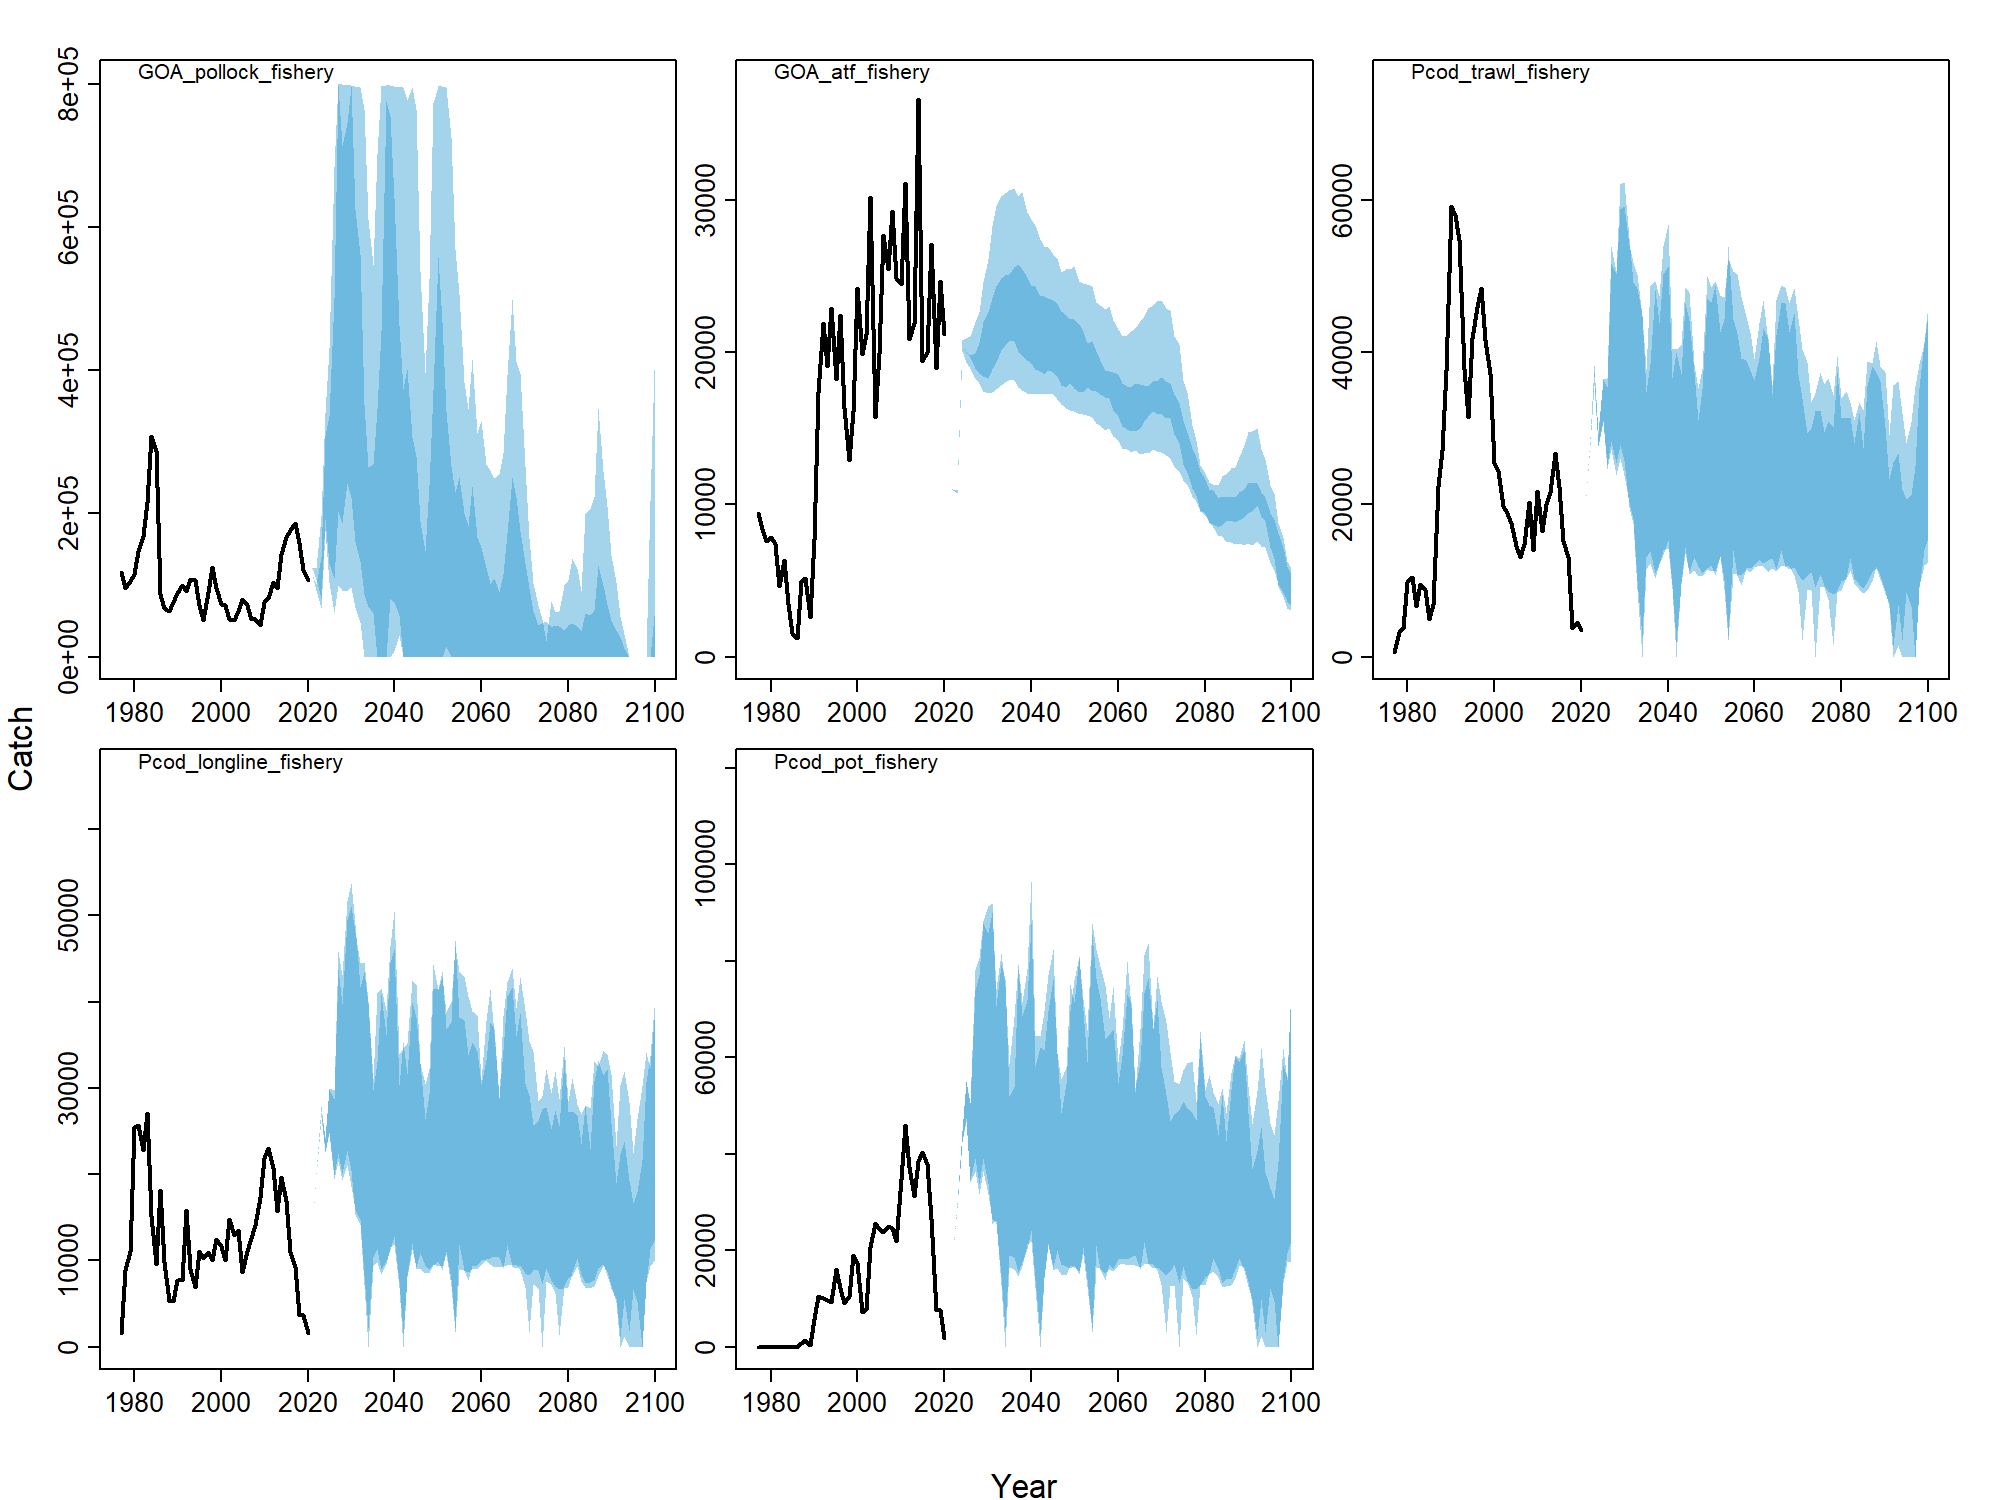 GOA_pollock_fishery
GOA_atf_fishery
Pcod_trawl_fishery
0e+00 2e+05 4e+05 6e+05 8e+05
0 10000 20000 30000
0 20000 40000 60000
1980 2000 2020 2040 2060 2080 2100
1980 2000 2020 2040 2060 2080 2100
1980 2000 2020 2040 2060 2080 2100
Catch
Pcod_longline_fishery
Pcod_pot_fishery
0 10000 30000 50000
0 20000 60000 100000
1980 2000 2020 2040 2060 2080 2100
1980 2000 2020 2040 2060 2080 2100
Year